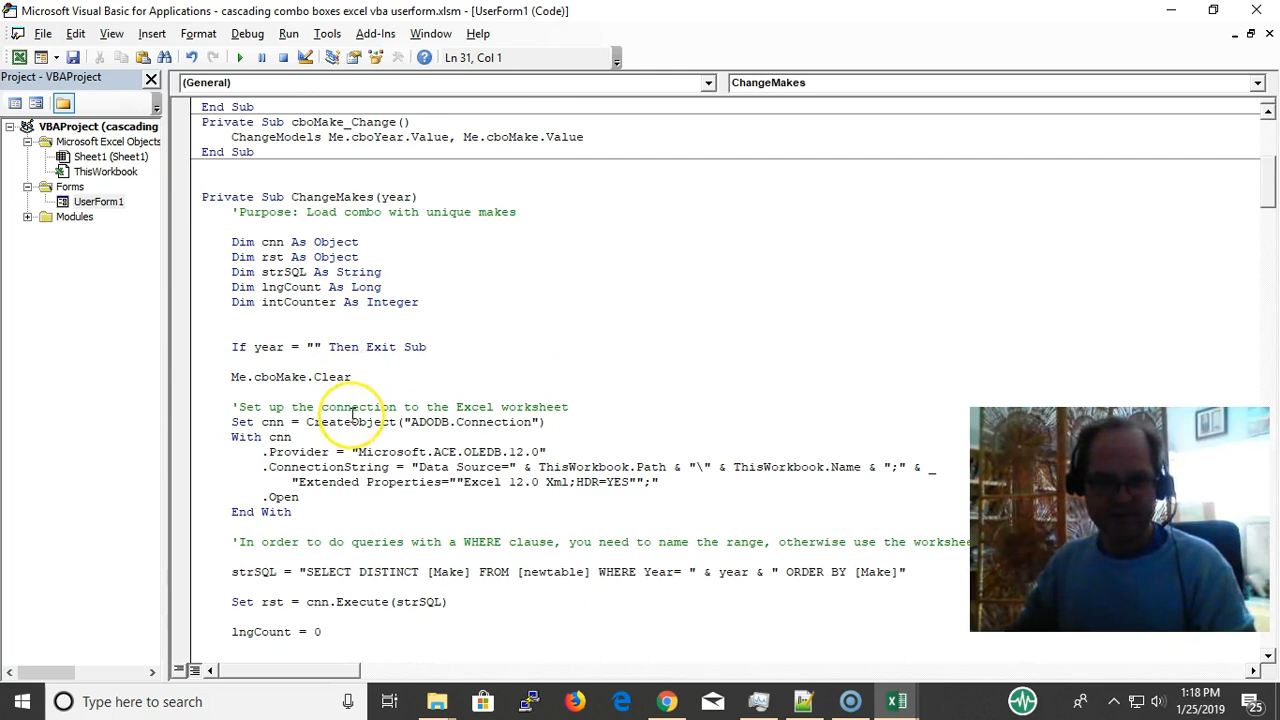 Microsoft Visual Basic for Applications - cascading combo boxes excel vba userform.xlsm - [UserForm1 (Code)]
File Edit View Insert Format Debug Run Tools Add-Ins Window Help
Ln 31, Col 1
Project - VBAProject
(General)
ChangeMakes
VBAProject (cascading
Microsoft Excel Objects
Sheet1 (Sheet1)
ThisWorkbook
Forms
UserForm1
Modules
End Sub
Private Sub cboMake_Change()
ChangeModels Me.cboYear.Value, Me.cboMake.Value
End Sub
Private Sub ChangeMakes(year)
'Purpose: Load combo with unique makes
Dim cnn As Object
Dim rst As Object
Dim strSQL As String
Dim lngCount As Long
Dim intCounter As Integer
If year = "" Then Exit Sub
Me.cboMake.Clear
'Set up the connection to the Excel worksheet
Set cnn = CreateObject("ADODB.Connection")
With cnn
.Provider = "Microsoft.ACE.OLEDB.12.0"
.ConnectionString = "Data Source=" & ThisWorkbook.Path & "\" & ThisWorkbook.Name & ";" & _
"Extended Properties=""Excel 12.0 Xml;HDR=YES"";"
.Open
End With
'In order to do queries with a WHERE clause, you need to name the range, otherwise use the workshee
strSQL = "SELECT DISTINCT [Make] FROM [newtable] WHERE Year= " & year & " ORDER BY [Make]"
Set rst = cnn.Execute(strSQL)
lngCount = 0
Type here to search
1:18 PM
1/25/2019
25